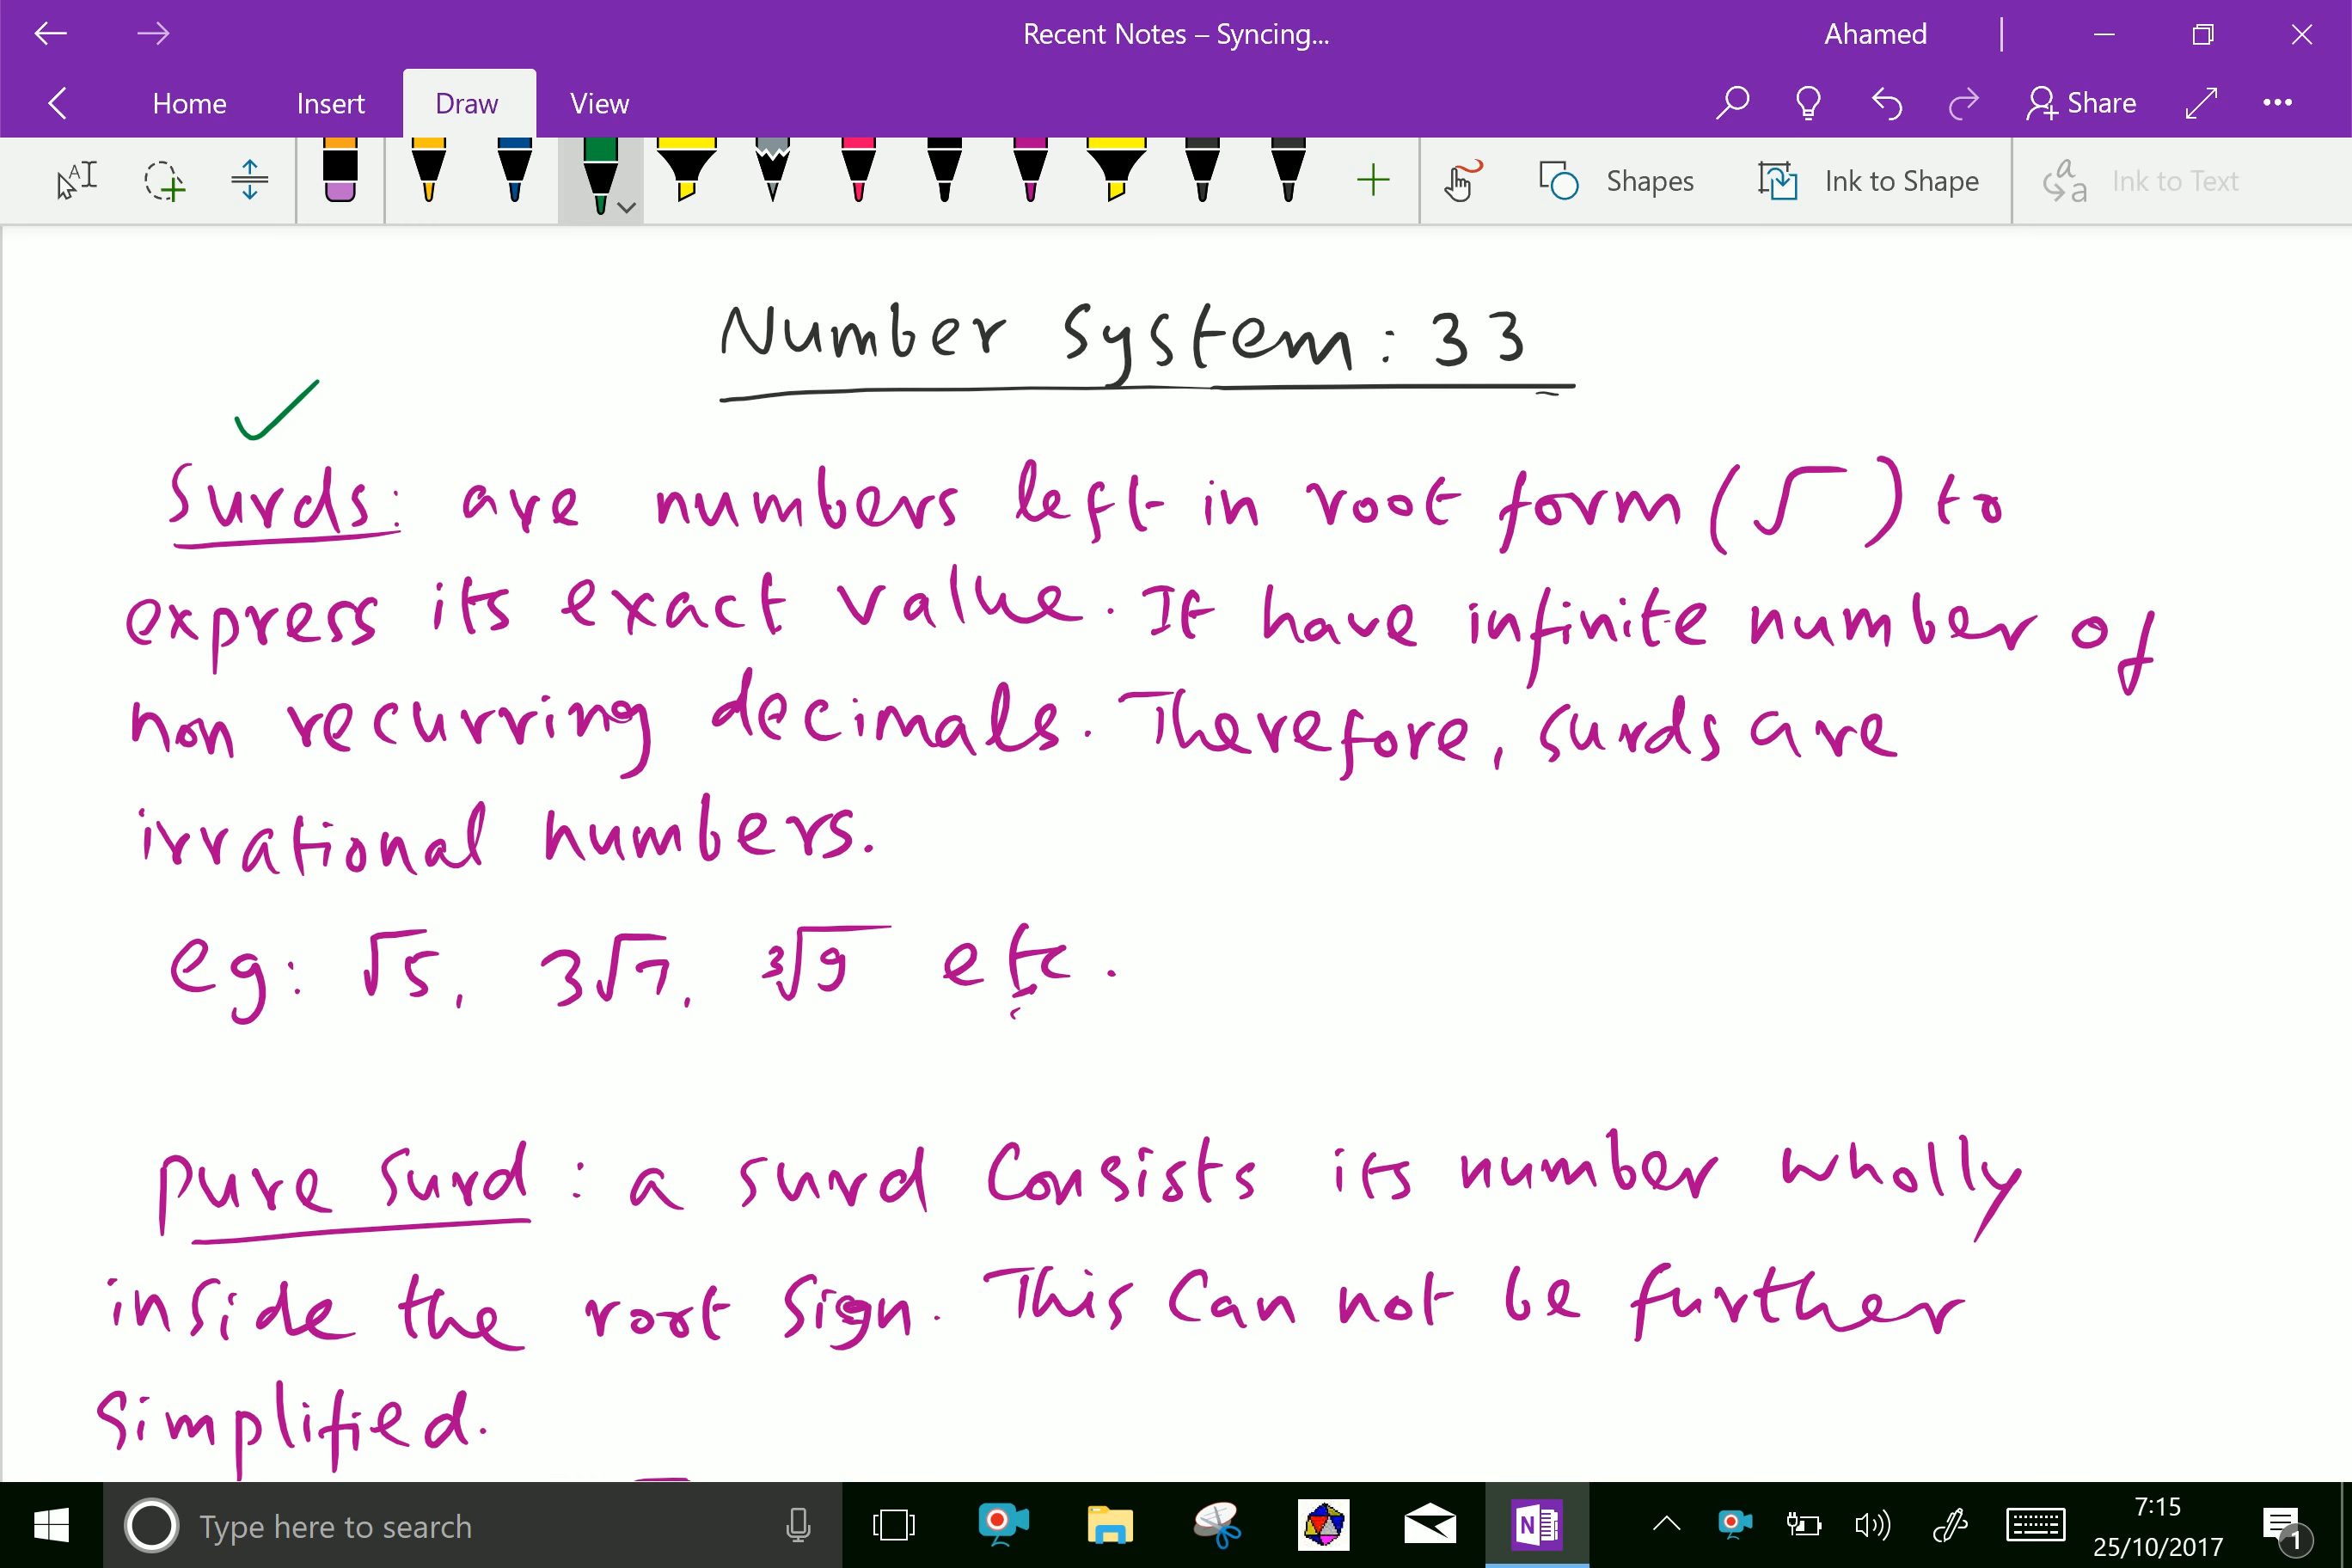 Recent Notes – Syncing...
Ahamed
Home Insert Draw View Share
Shapes Ink to Shape Ink to Text
Number System: 33
Surds: are numbers left in root form (√ ) to
express its exact value. It have infinite number of
non recurring decimals. Therefore, surds are
irrational numbers.
eg: √5, 3√7, ³√9 etc.
pure surd : a surd Consists its number wholly
inside the root sign. This Can not be further
simplified.
Type here to search
7:15
25/10/2017
1